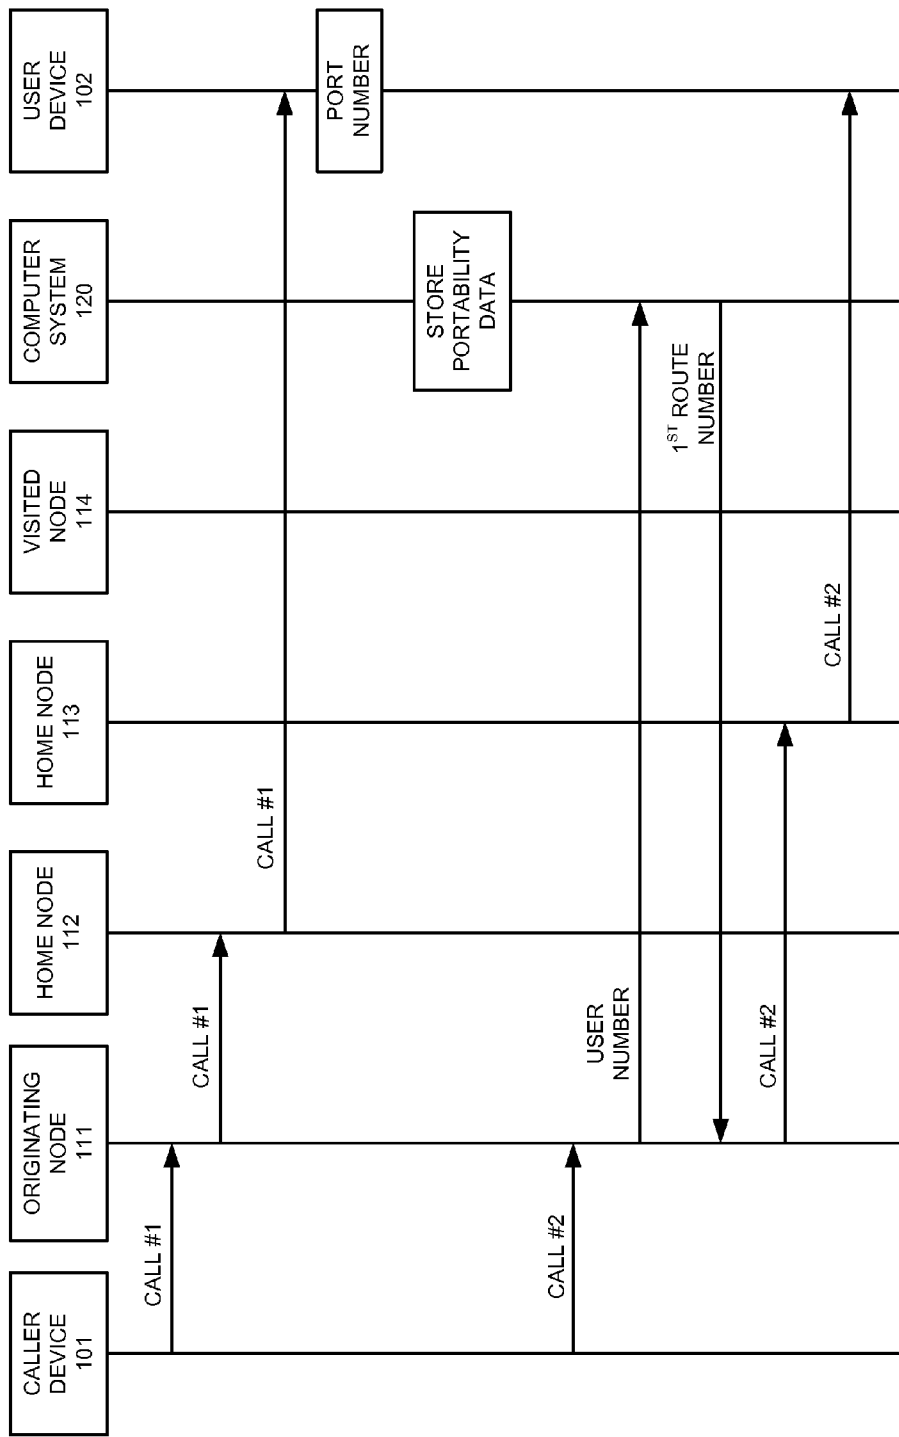 CALLER
DEVICE
101
ORIGINATING
NODE
111
HOME NODE
112
HOME NODE
113
VISITED
NODE
114
COMPUTER
SYSTEM
120
USER
DEVICE
102
CALL #1
CALL #1
CALL #1
PORT
NUMBER
STORE
PORTABILITY
DATA
CALL #2
USER
NUMBER
1ST ROUTE
NUMBER
CALL #2
CALL #2